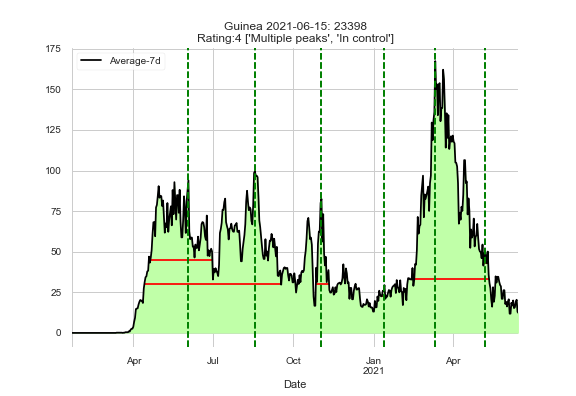 Guinea 2021-06-15: 23398
Rating:4 ['Multiple peaks', 'In control']
Average-7d
175
150
125
100
75
50
25
0
Apr
Jul
Oct
Jan
2021
Apr
Date